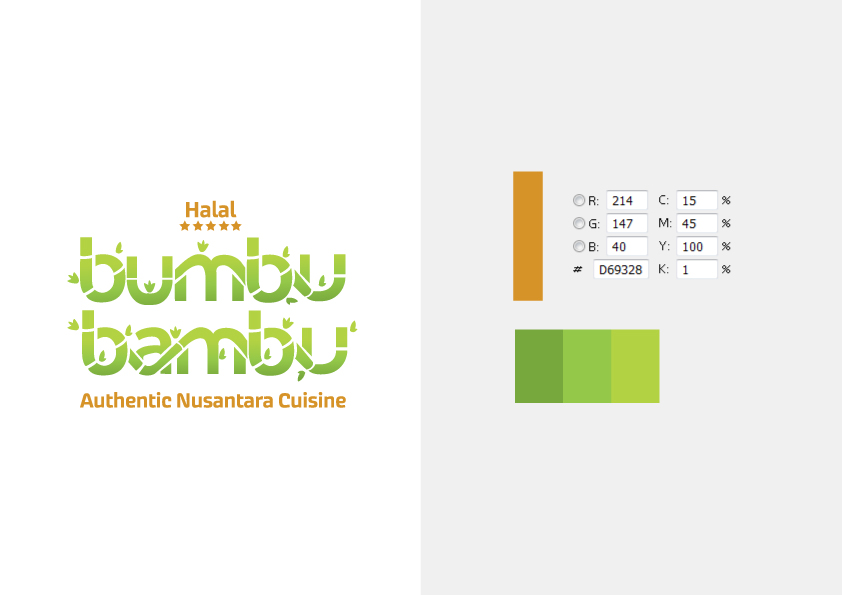 Halal
bumbu
bambu
Authentic Nusantara Cuisine
R: 214 C: 15 %
G: 147 M: 45 %
B: 40 Y: 100 %
# D69328 K: 1 %